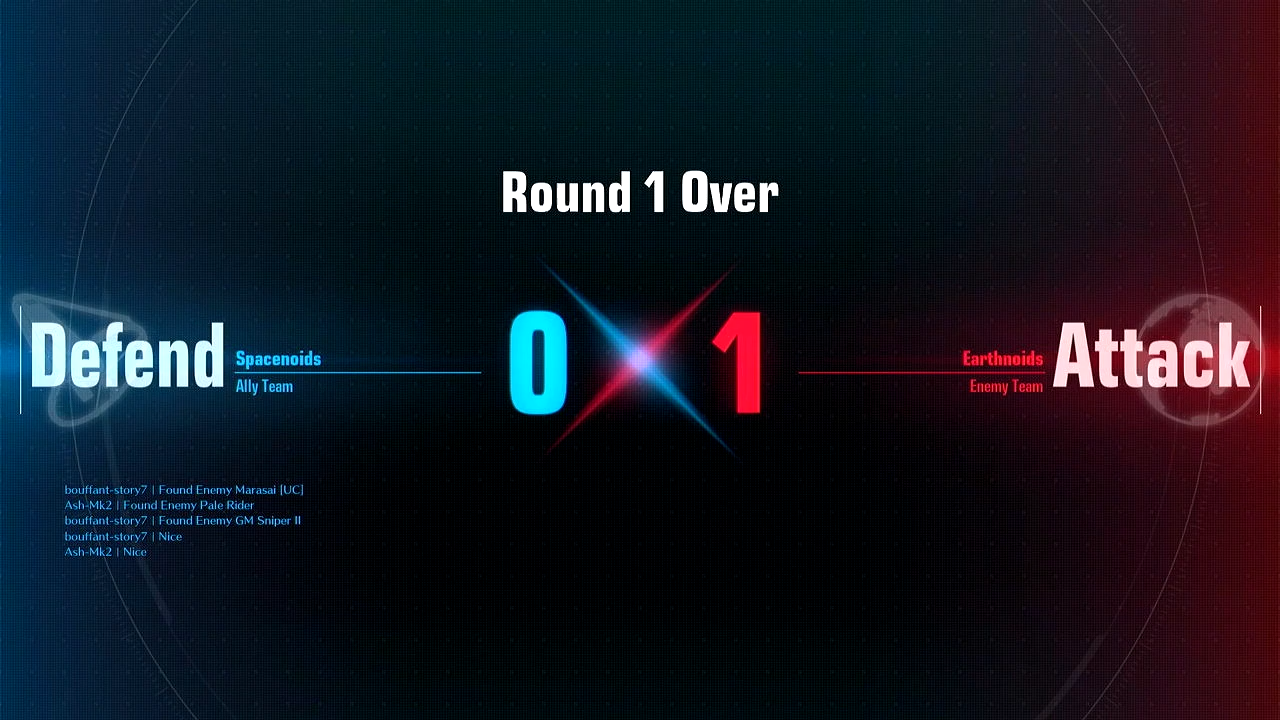 Round 1 Over
Defend
Spacenoids
Ally Team
0
1
Earthnoids
Enemy Team
Attack
bouffant-story7 | Found Enemy Marasai [UC]
Ash-Mk2 | Found Enemy Pale Rider
bouffant-story7 | Found Enemy GM Sniper II
bouffant-story7 | Nice
Ash-Mk2 | Nice